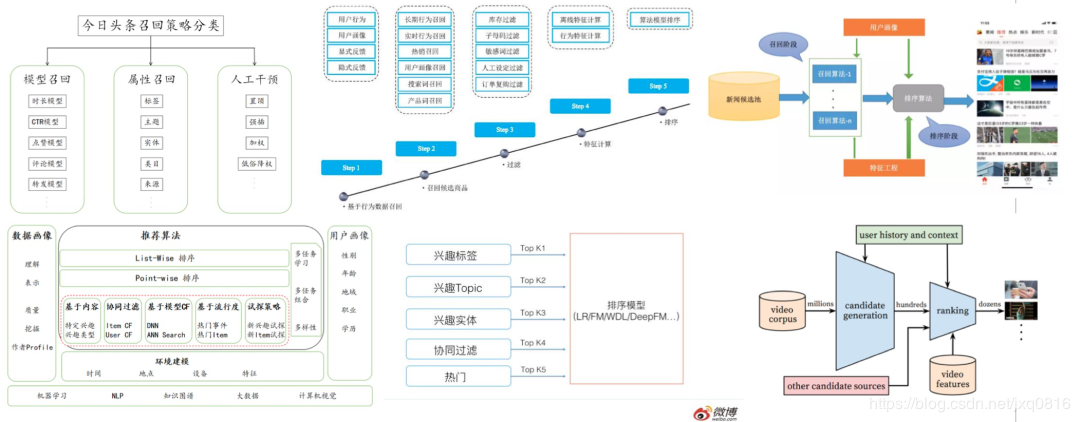 今日头条召回策略分类
模型召回
时长模型
CTR模型
点赞模型
评论模型
转发模型
属性召回
标签
主题
实体
类目
来源
人工干预
置顶
强插
加权
低俗降权
用户行为
用户画像
显式反馈
隐式反馈
长期行为召回
实时行为召回
热销召回
用户画像召回
搜索词召回
产品词召回
库存过滤
子母码过滤
敏感词过滤
人工设定过滤
订单复购过滤
离线特征计算
行为特征计算
算法模型排序
Step 1
Step 2
Step 3
Step 4
Step 5
基于行为数据召回
召回候选商品
过滤
特征计算
排序
用户画像
召回阶段
新闻候选池
召回算法-1
召回算法-n
排序算法
排序阶段
特征工程
数据画像
理解
表示
质量
挖掘
作者Profile
推荐算法
List-Wise 排序
Point-wise 排序
多任务
学习
多任务
组合
多样性
基于内容
特定兴趣
兴趣类型
协同过滤
Item CF
User CF
基于模型CF
DNN
ANN Search
基于流行度
热门事件
热门Item
试探策略
新兴趣试探
新Item试探
用户画像
性别
年龄
地域
职业
学历
环境建模
时间 地点 设备 特征
机器学习 NLP 知识图谱 大数据 计算机视觉
兴趣标签
兴趣Topic
兴趣实体
协同过滤
热门
Top K1
Top K2
Top K3
Top K4
Top K5
排序模型
(LR/FM/WDL/DeepFM…)
微博
weibo.com
user history and context
video
corpus
millions
candidate
generation
hundreds
ranking
dozens
other candidate sources
video
features
https://blog.csdn.net/jxq0816